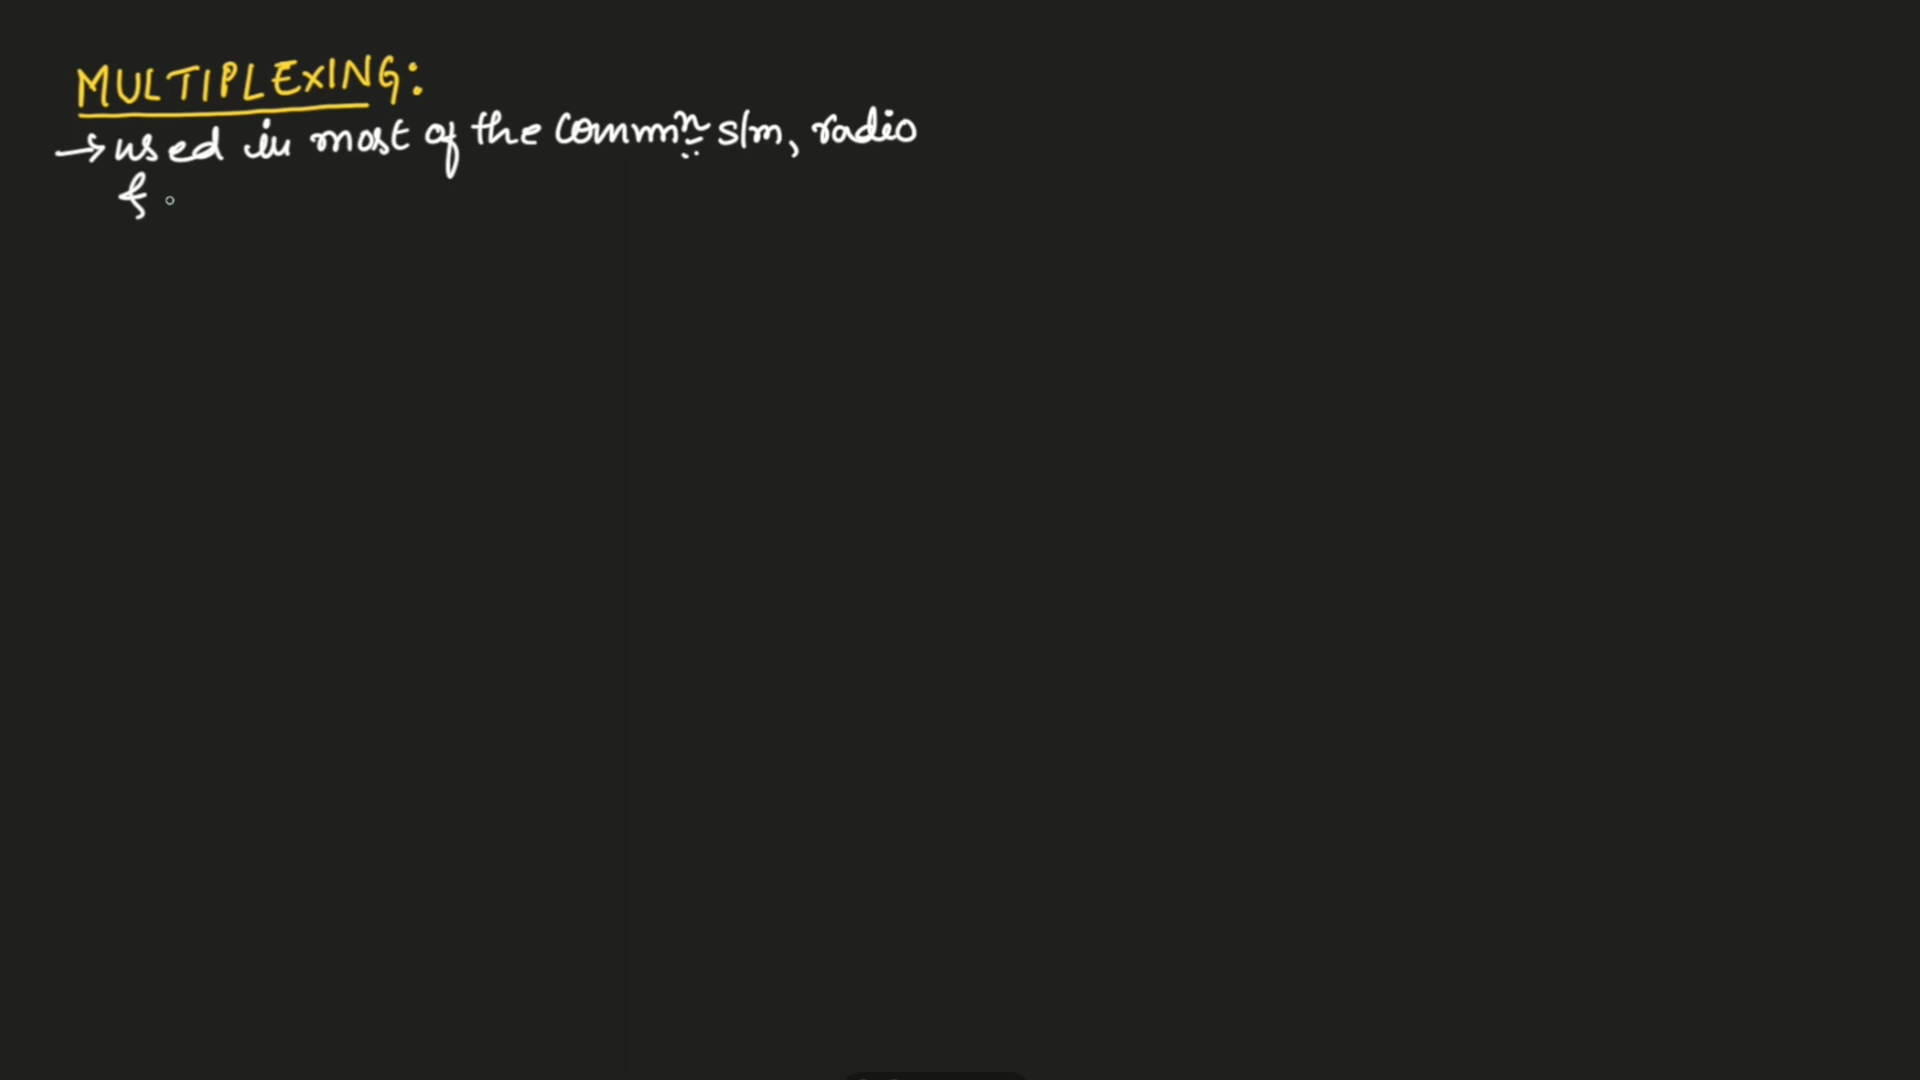 MULTIPLEXING:
→ used in most of the commⁿ s/m, radio
&